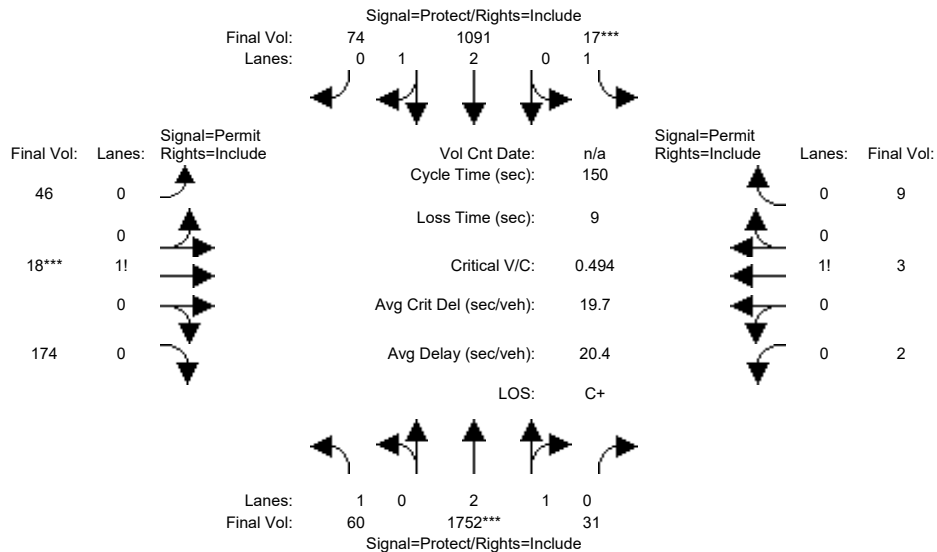 Signal=Protect/Rights=Include
Final Vol: 74 1091 17***
Lanes: 0 1 2 0 1
Signal=Permit Signal=Permit
Final Vol: Lanes: Rights=Include Vol Cnt Date: n/a Rights=Include Lanes: Final Vol:
Cycle Time (sec): 150
46 0 0 9
Loss Time (sec): 9
0 0
18*** 1! Critical V/C: 0.494 1! 3
0 Avg Crit Del (sec/veh): 19.7 0
174 0 Avg Delay (sec/veh): 20.4 0 2
LOS: C+
Lanes: 1 0 2 1 0
Final Vol: 60 1752*** 31
Signal=Protect/Rights=Include